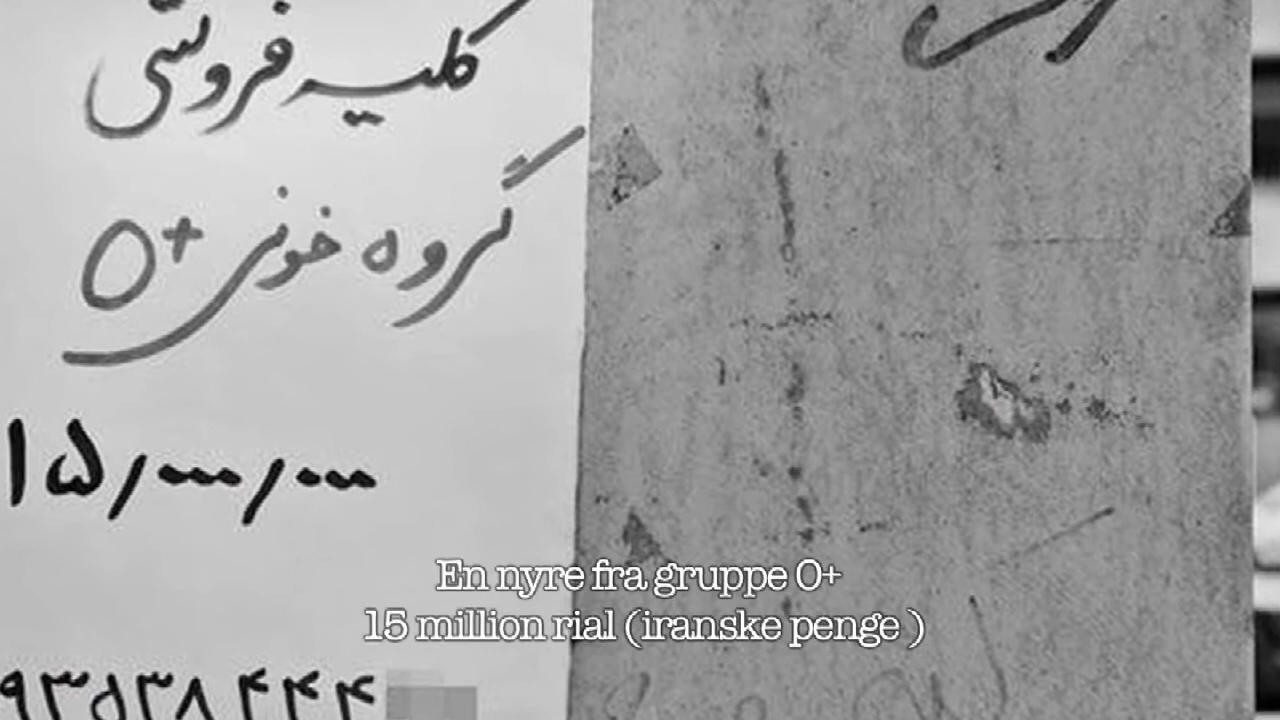 کلیه فروشی
گروه خونی O+
۱۵/۰۰۰/۰۰۰
۹۳۵۳۸۴۴۴
En nyre fra gruppe O+
15 million rial (iranske penge )